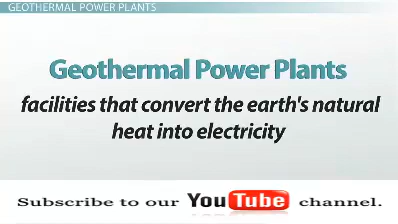 GEOTHERMAL POWER PLANTS
Geothermal Power Plants
facilities that convert the earth's natural
heat into electricity
Subscribe to our YouTube channel.